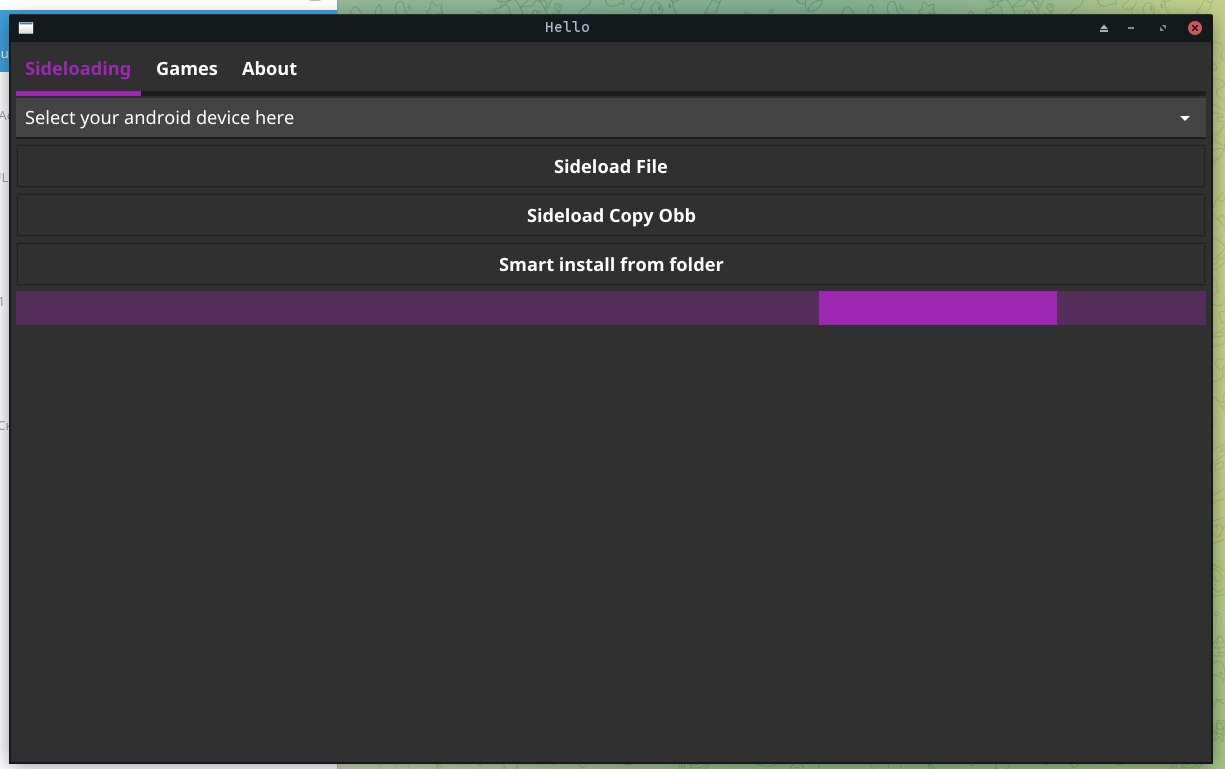 Hello
Sideloading Games About
Select your android device here
Sideload File
Sideload Copy Obb
Smart install from folder